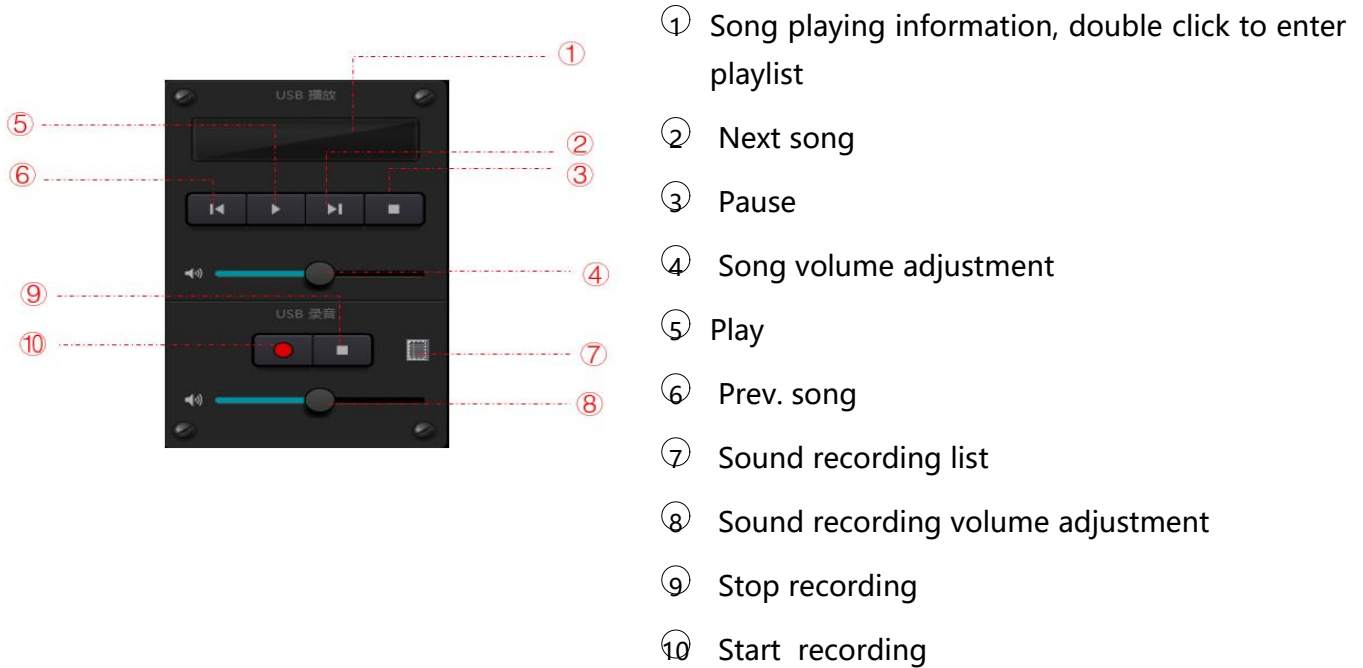 ①
⑤
②
⑥
③
④
⑨
⑩
⑦
⑧
USB 播放
USB 录音
① Song playing information, double click to enter
playlist
② Next song
③ Pause
④ Song volume adjustment
⑤ Play
⑥ Prev. song
⑦ Sound recording list
⑧ Sound recording volume adjustment
⑨ Stop recording
⑩ Start recording